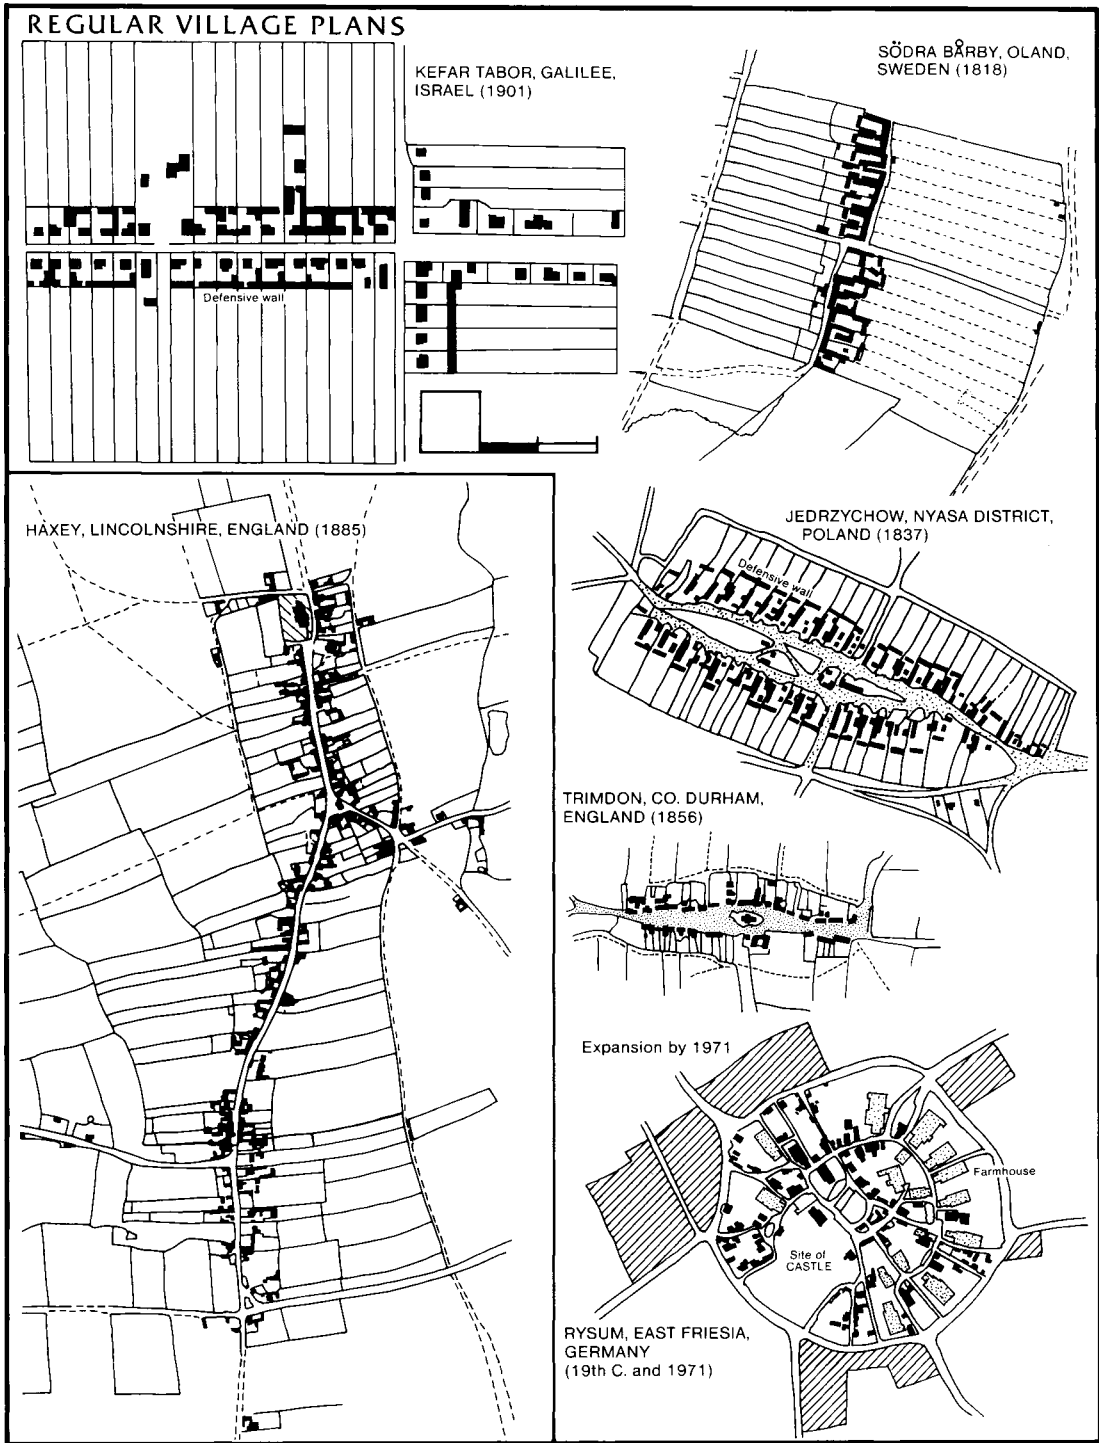 REGULAR VILLAGE PLANS
KEFAR TABOR, GALILEE,
ISRAEL (1901)
SÖDRA BÅRBY, OLAND,
SWEDEN (1818)
Defensive wall
HAXEY, LINCOLNSHIRE, ENGLAND (1885)
JEDRZYCHOW, NYASA DISTRICT,
POLAND (1837)
Defensive wall
TRIMDON, CO. DURHAM,
ENGLAND (1856)
Expansion by 1971
Farmhouse
Site of
CASTLE
RYSUM, EAST FRIESIA,
GERMANY
(19th C. and 1971)